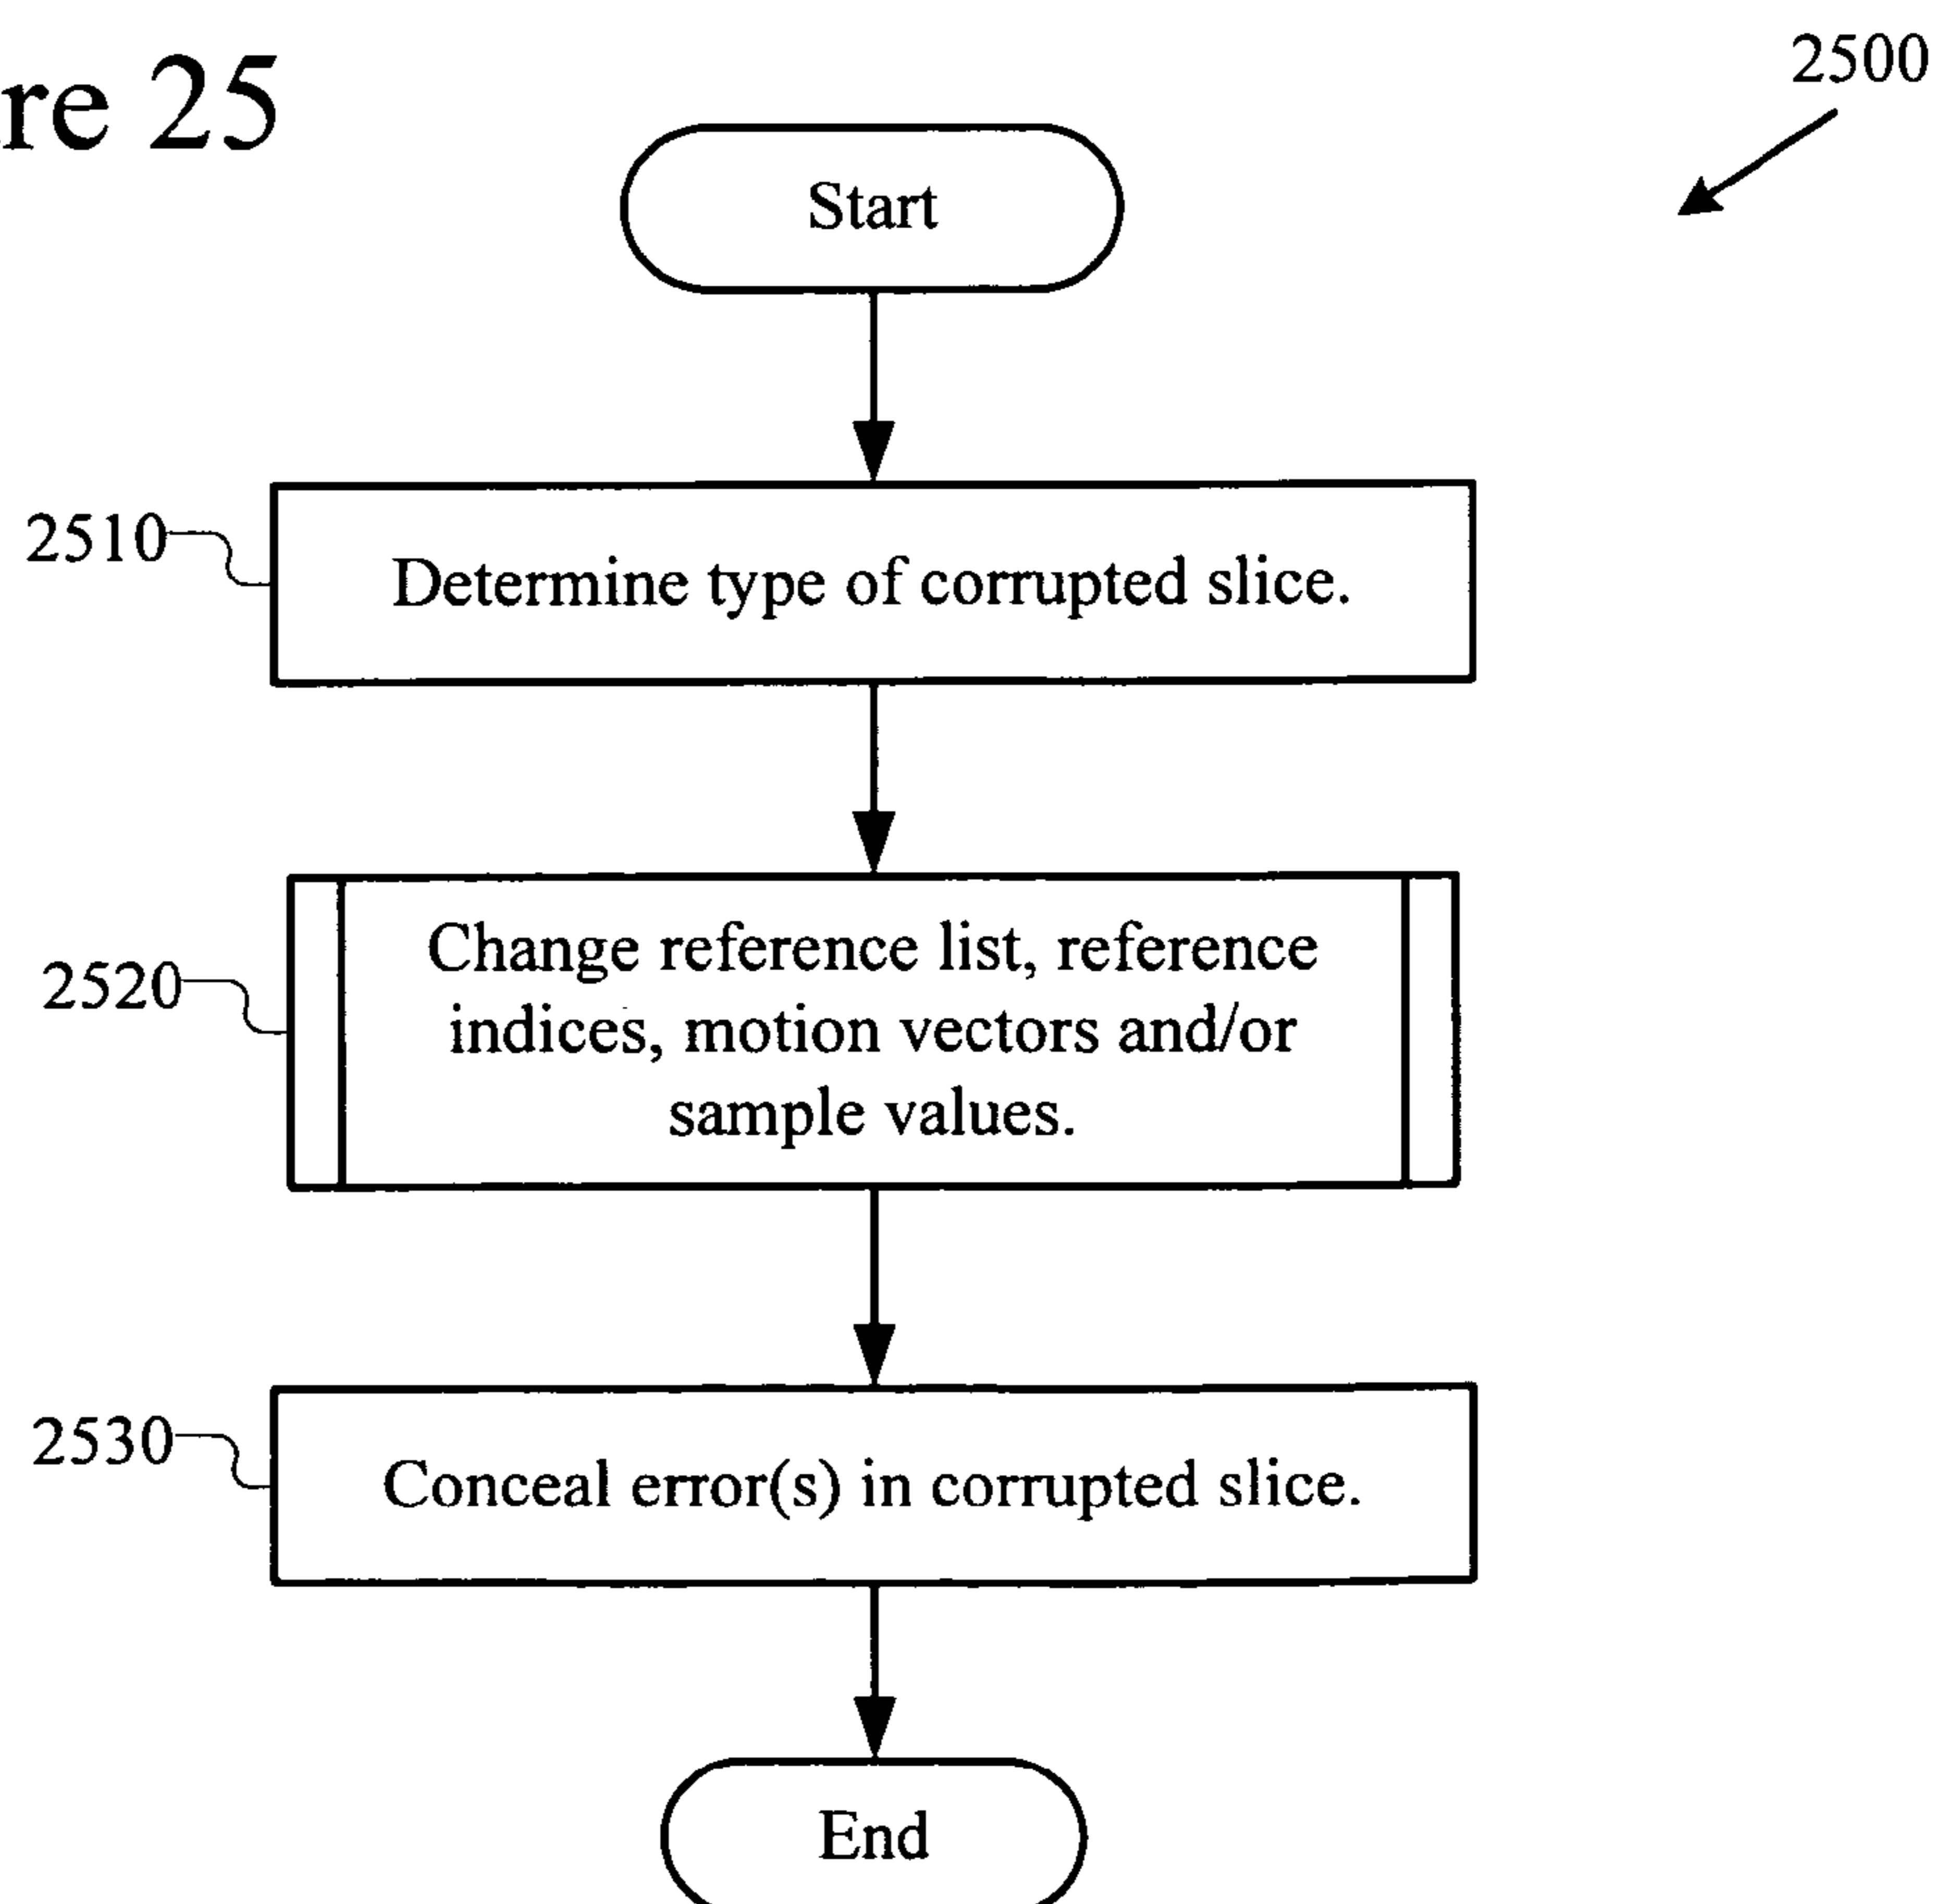 re 25
2500
Start
2510
Determine type of corrupted slice.
2520
Change reference list, reference
indices, motion vectors and/or
sample values.
2530
Conceal error(s) in corrupted slice.
End